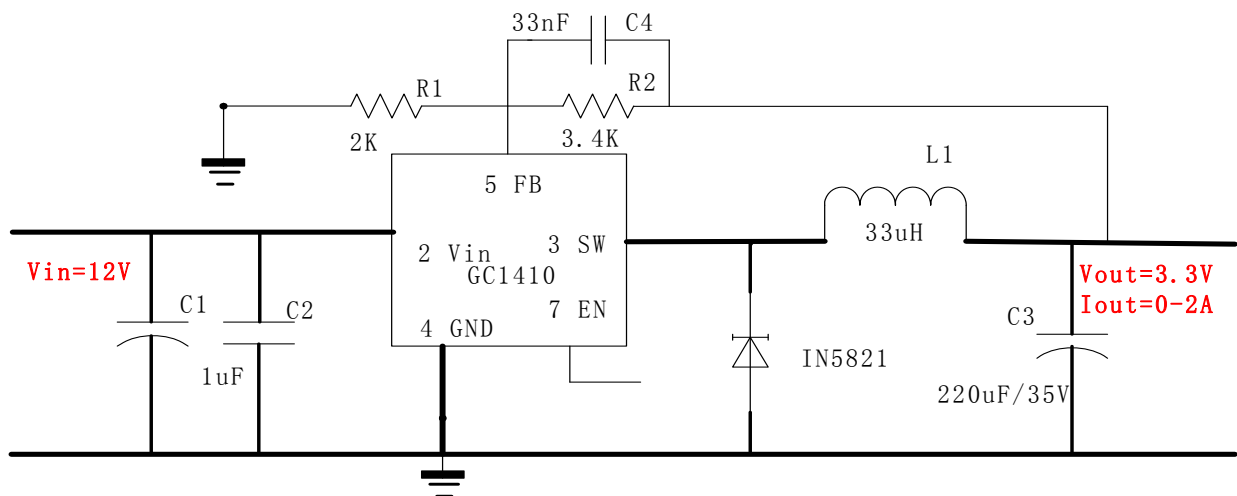 33nF
C4
R1
R2
2K
3.4K
L1
5 FB
33uH
2 Vin
3 SW
GC1410
Vin=12V
Vout=3.3V
Iout=0-2A
C1
C2
7 EN
4 GND
C3
1uF
IN5821
220uF/35V